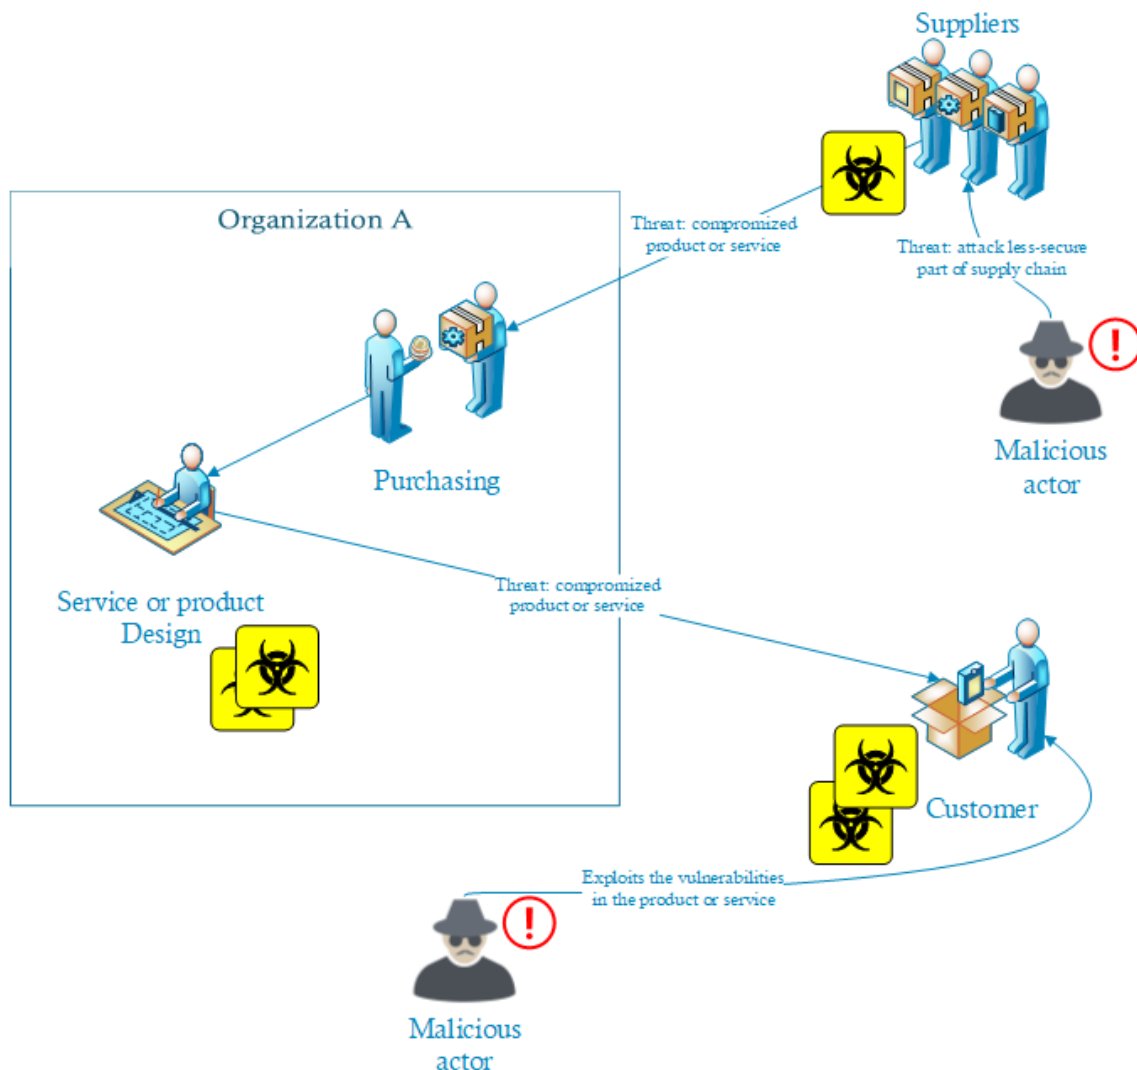 Suppliers
Organization A
Threat: compromized
product or service
Threat: attack less-secure
part of supply chain
Purchasing
Malicious
actor
Threat: compromized
product or service
Service or product
Design
Customer
Exploits the vulnerabilities
in the product or service
Malicious
actor